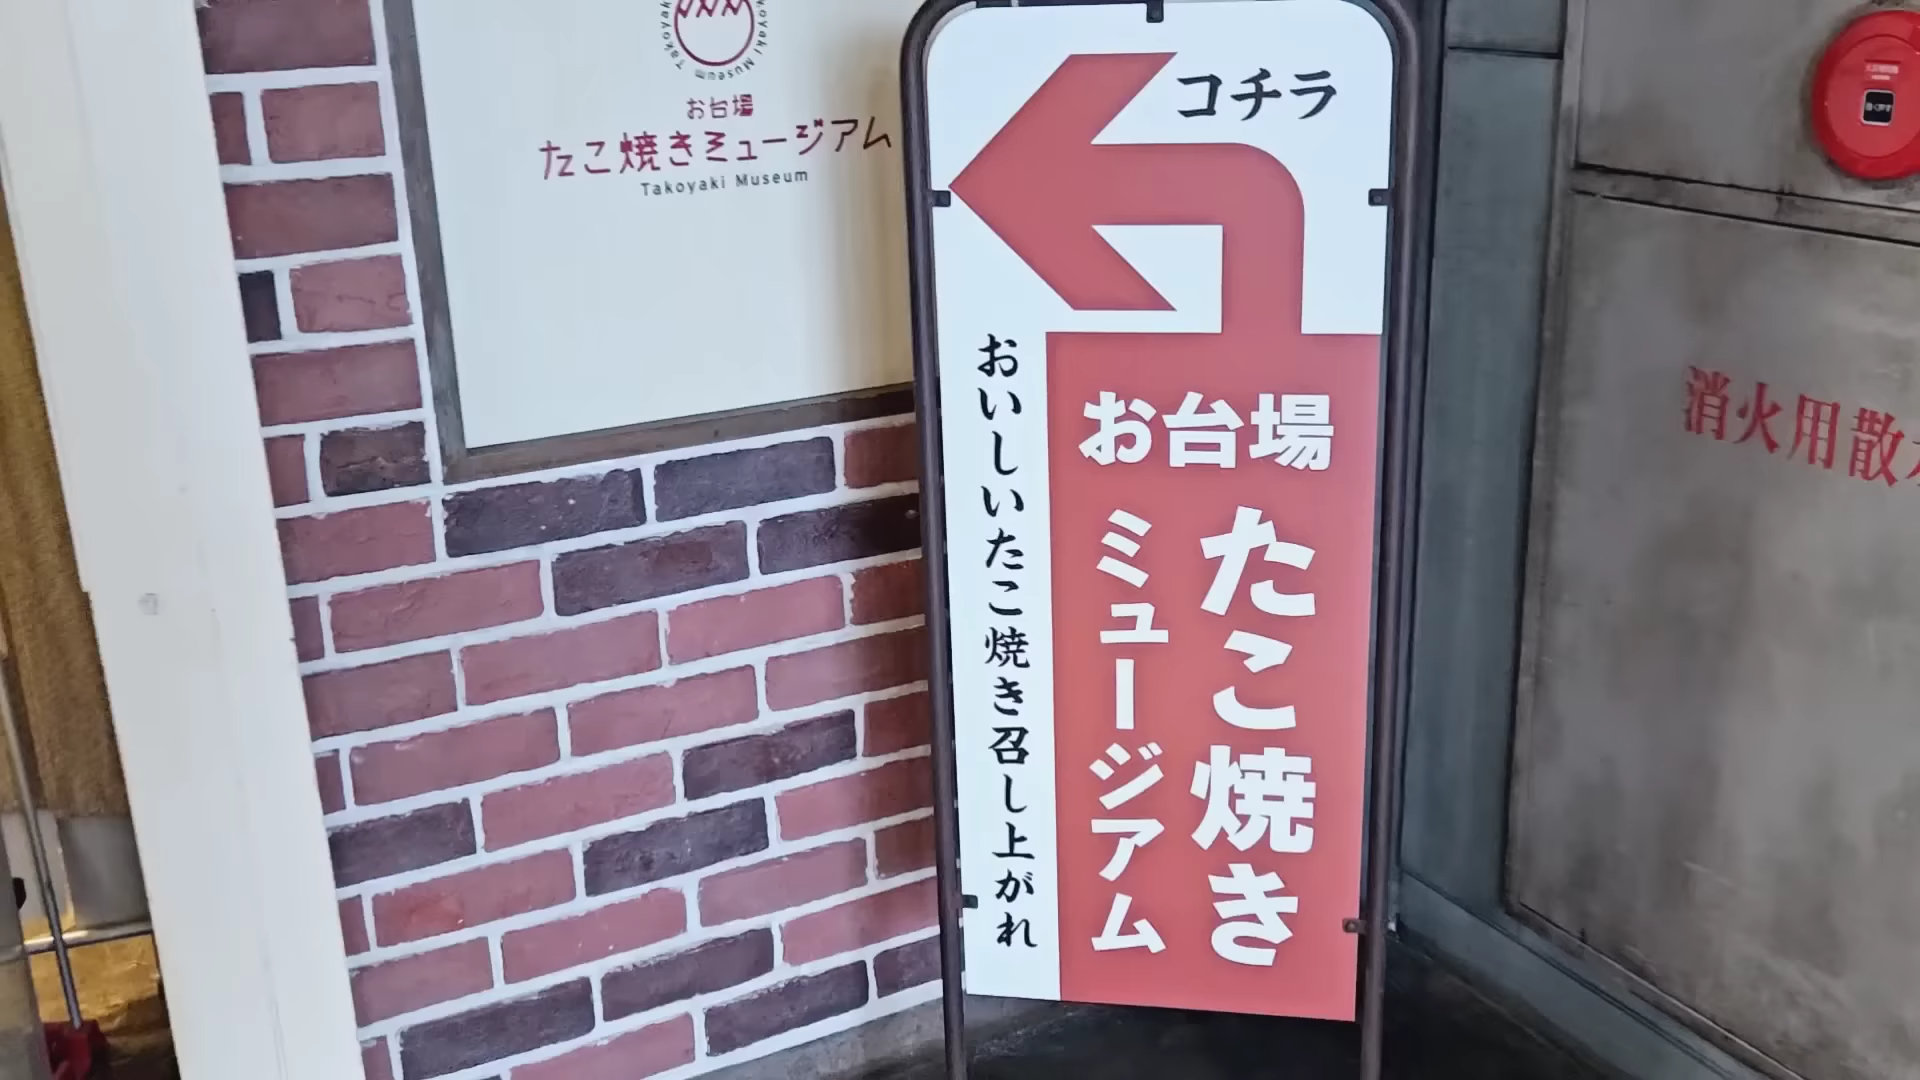 Takoyaki Museum Takoyaki
お台場
たこ焼きミュージアム
Takoyaki Museum
コチラ
お台場
たこ焼き
ミュージアム
おいしいたこ焼き召し上がれ
消火用散